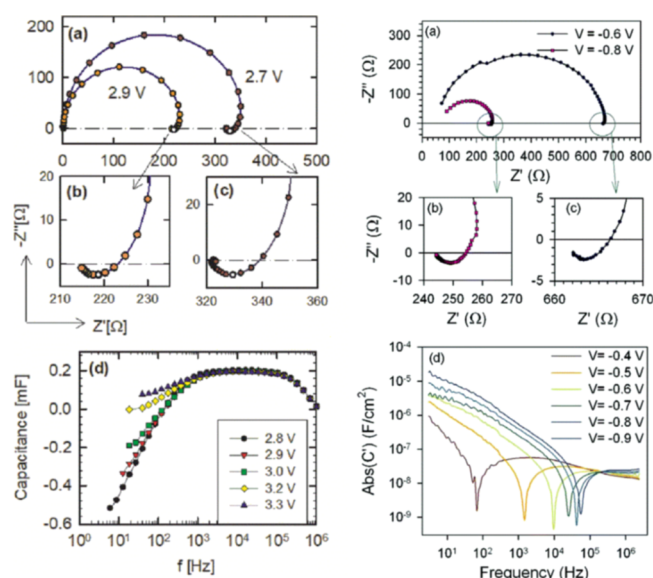 (a)
200
100
0
2.9 V
2.7 V
0 100 200 300 400 500
(b)
20
10
0
210 220 230
(c)
20
0
320 340 360
-Z"[Ω]
Z'[Ω]
(d)
Capacitance [mF]
0.2
0.0
-0.2
-0.4
-0.6
2.8 V
2.9 V
3.0 V
3.2 V
3.3 V
10⁰ 10¹ 10² 10³ 10⁴ 10⁵ 10⁶
f [Hz]
(a)
V = -0.6
V = -0.8
-Z" (Ω)
400
300
200
100
0
0 100 200 300 400 500 600 700 800
Z' (Ω)
(b)
-Z" (Ω)
20
10
0
-10
240 250 260 270
Z' (Ω)
(c)
5
0
-5
660 670
Z' (Ω)
(d)
Abs(C') (F/cm²)
10⁻⁴
10⁻⁵
10⁻⁶
10⁻⁷
10⁻⁸
10⁻⁹
V= -0.4
V= -0.5
V= -0.6
V= -0.7
V= -0.8
V= -0.9
10¹ 10² 10³ 10⁴ 10⁵ 10⁶
Frequency (Hz)